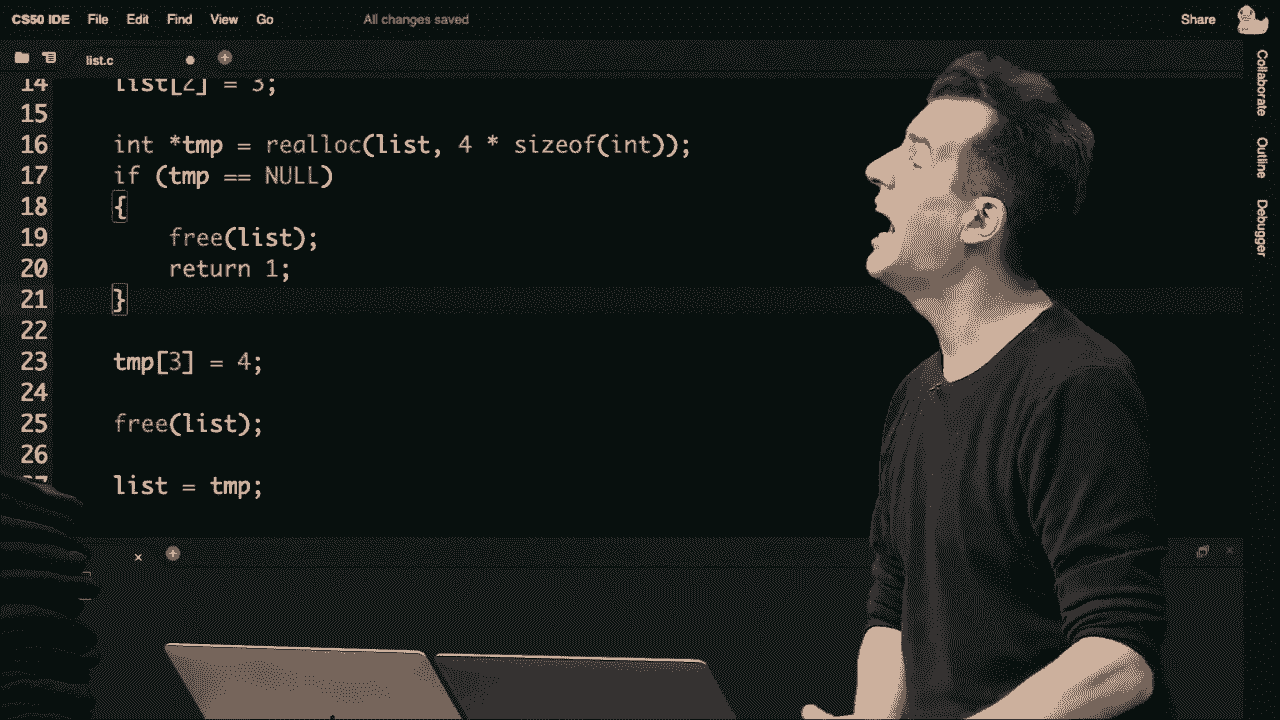 CS50 IDE File Edit Find View Go All changes saved Share
list.c
14 list[2] = 3;
15
16 int *tmp = realloc(list, 4 * sizeof(int));
17 if (tmp == NULL)
18 {
19 free(list);
20 return 1;
21 }
22
23 tmp[3] = 4;
24
25 free(list);
26
list = tmp;
Collaborate
Outline
Debugger